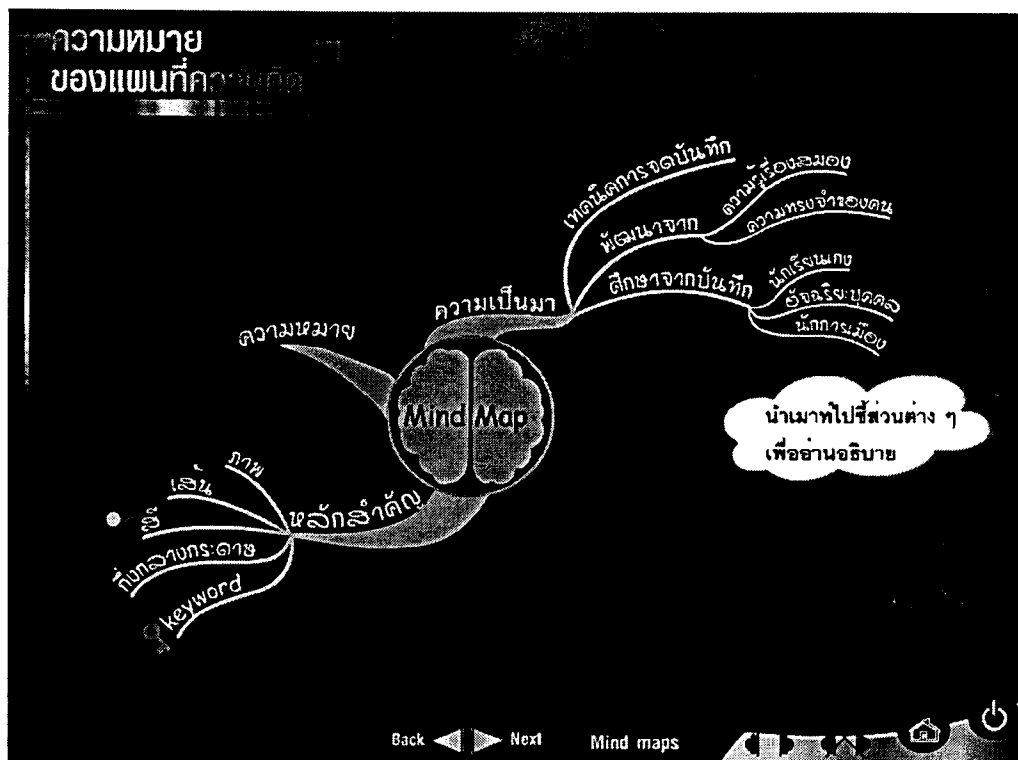 ความหมาย
ของแผนที่ความคิด
เทคนิคการจดบันทึก
พัฒนาจาก
ความรู้เรื่องสมอง
ความทรงจำของคน
ศึกษาจากบันทึก
นักเรียนเก่ง
อัจฉริยะบุคคล
นักการเมือง
ความเป็นมา
ความหมาย
Mind Map
นำเมาท์ไปชี้ส่วนต่าง ๆ
เพื่ออ่านอธิบาย
หลักสำคัญ
ภาพ
เส้น
สี
กึ่งกลางกระดาษ
keyword
Back Next Mind maps